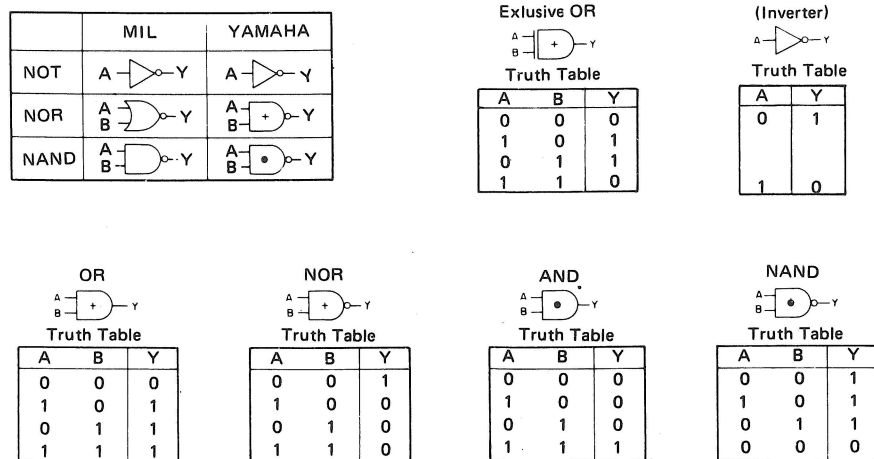 MIL YAMAHA
NOT A Y A Y
NOR A B Y A B + Y
NAND A B Y A B • Y
Exlusive OR
A B + Y
Truth Table
A B Y
0 0 0
1 0 1
0 1 1
1 1 0
(Inverter)
A Y
Truth Table
A Y
0 1
1 0
OR
A B + Y
Truth Table
A B Y
0 0 0
1 0 1
0 1 1
1 1 1
NOR
A B + Y
Truth Table
A B Y
0 0 1
1 0 0
0 1 0
1 1 0
AND
A B • Y
Truth Table
A B Y
0 0 0
1 0 0
0 1 0
1 1 1
NAND
A B • Y
Truth Table
A B Y
0 0 1
1 0 1
0 1 1
0 0 0